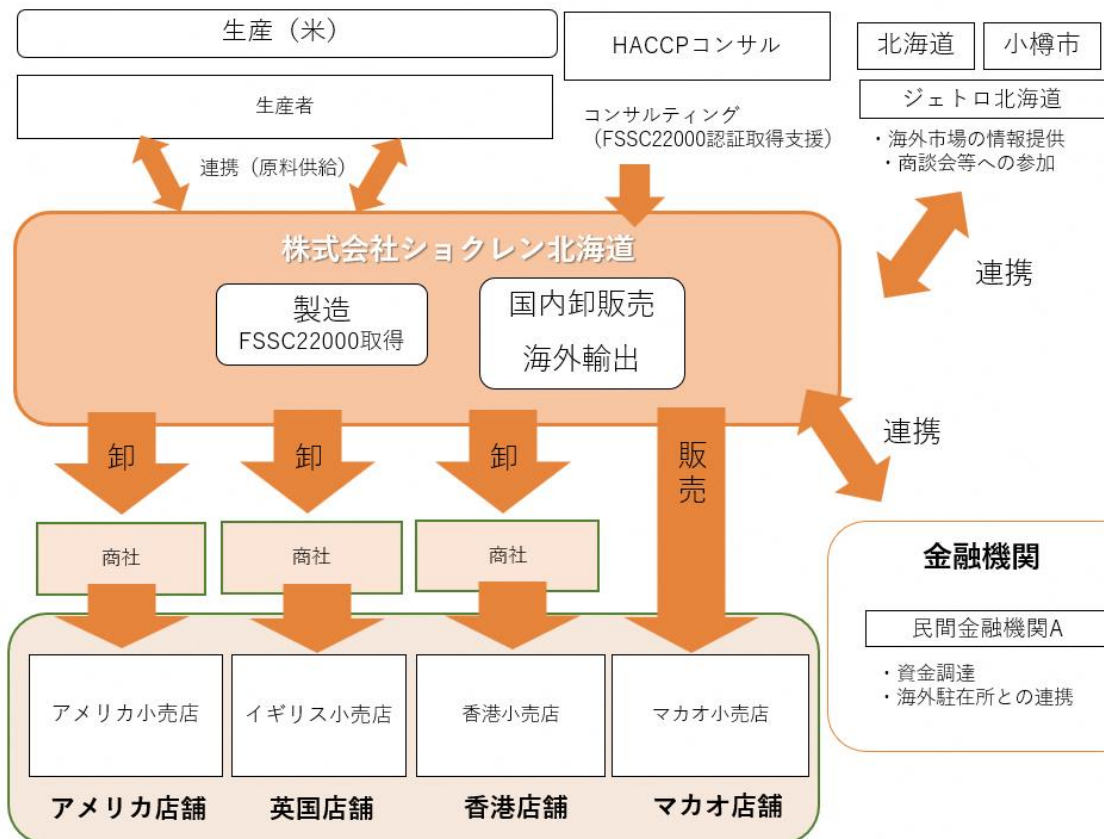 生産（米）
HACCPコンサル
北海道
小樽市
生産者
ジェトロ北海道
コンサルティング
（FSSC22000認証取得支援）
・海外市場の情報提供
・商談会等への参加
連携（原料供給）
株式会社ショクレン北海道
製造
FSSC22000取得
国内卸販売
海外輸出
連携
連携
卸
卸
卸
販売
商社
商社
商社
金融機関
民間金融機関A
・資金調達
・海外駐在所との連携
アメリカ小売店
イギリス小売店
香港小売店
マカオ小売店
アメリカ店舗
英国店舗
香港店舗
マカオ店舗